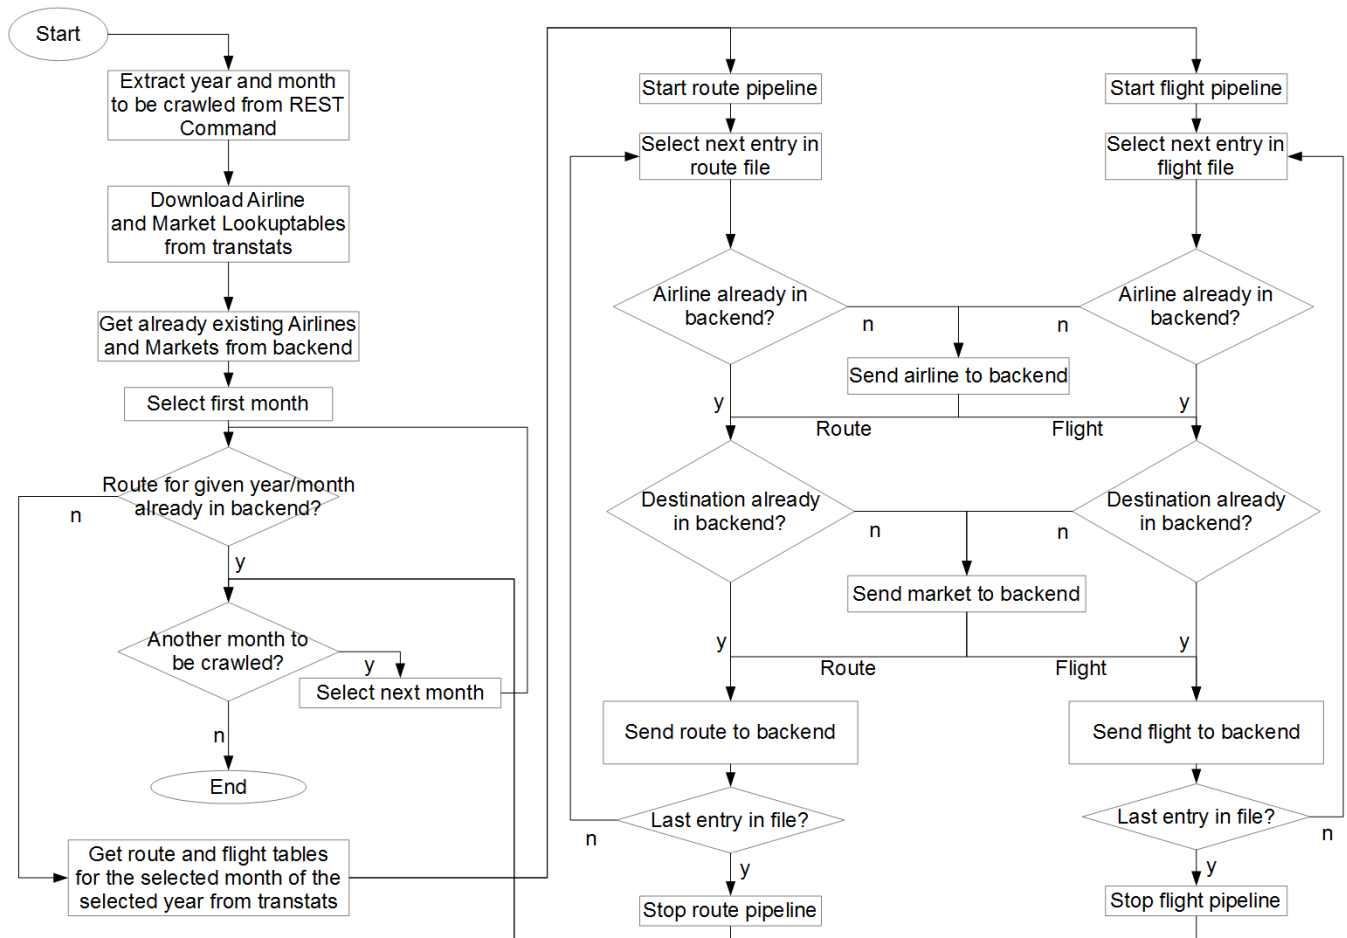 Start
Extract year and month
to be crawled from REST
Command
Download Airline
and Market Lookuptables
from transtats
Get already existing Airlines
and Markets from backend
Select first month
Route for given year/month
already in backend?
n
y
Another month to
be crawled?
y
Select next month
n
End
Get route and flight tables
for the selected month of the
selected year from transtats
Start route pipeline
Select next entry in
route file
Airline already in
backend?
n
y
Send airline to backend
Route
Flight
Destination already
in backend?
n
y
Send market to backend
Route
Flight
Send route to backend
Last entry in file?
n
y
Stop route pipeline
Start flight pipeline
Select next entry in
flight file
Airline already in
backend?
n
y
Destination already
in backend?
n
y
Send flight to backend
Last entry in file?
n
y
Stop flight pipeline